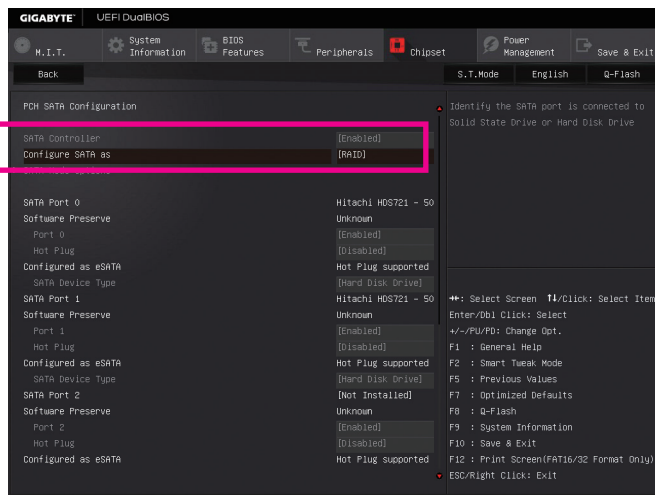 GIGABYTE™ UEFI DualBIOS
M.I.T.
System Information
BIOS Features
Peripherals
Chipset
Power Management
Save & Exit
Back
S.T.Mode English Q-Flash
PCH SATA Configuration
SATA Controller [Enabled]
Configure SATA as [RAID]
SATA Port 0 Hitachi HDS721 - 50
Software Preserve Unknown
Port 0 [Enabled]
Hot Plug [Disabled]
Configured as eSATA Hot Plug supported
SATA Device Type [Hard Disk Drive]
SATA Port 1 Hitachi HDS721 - 50
Software Preserve Unknown
Port 1 [Enabled]
Hot Plug [Disabled]
Configured as eSATA Hot Plug supported
SATA Device Type [Hard Disk Drive]
SATA Port 2 [Not Installed]
Software Preserve Unknown
Port 2 [Enabled]
Hot Plug [Disabled]
Configured as eSATA Hot Plug supported
Identify the SATA port is connected to
Solid State Drive or Hard Disk Drive
→←: Select Screen ↑↓/Click: Select Item
Enter/Dbl Click: Select
+/-/PU/PD: Change Opt.
F1 : General Help
F2 : Smart Tweak Mode
F5 : Previous Values
F7 : Optimized Defaults
F8 : Q-Flash
F9 : System Information
F10 : Save & Exit
F12 : Print Screen(FAT16/32 Format Only)
ESC/Right Click: Exit